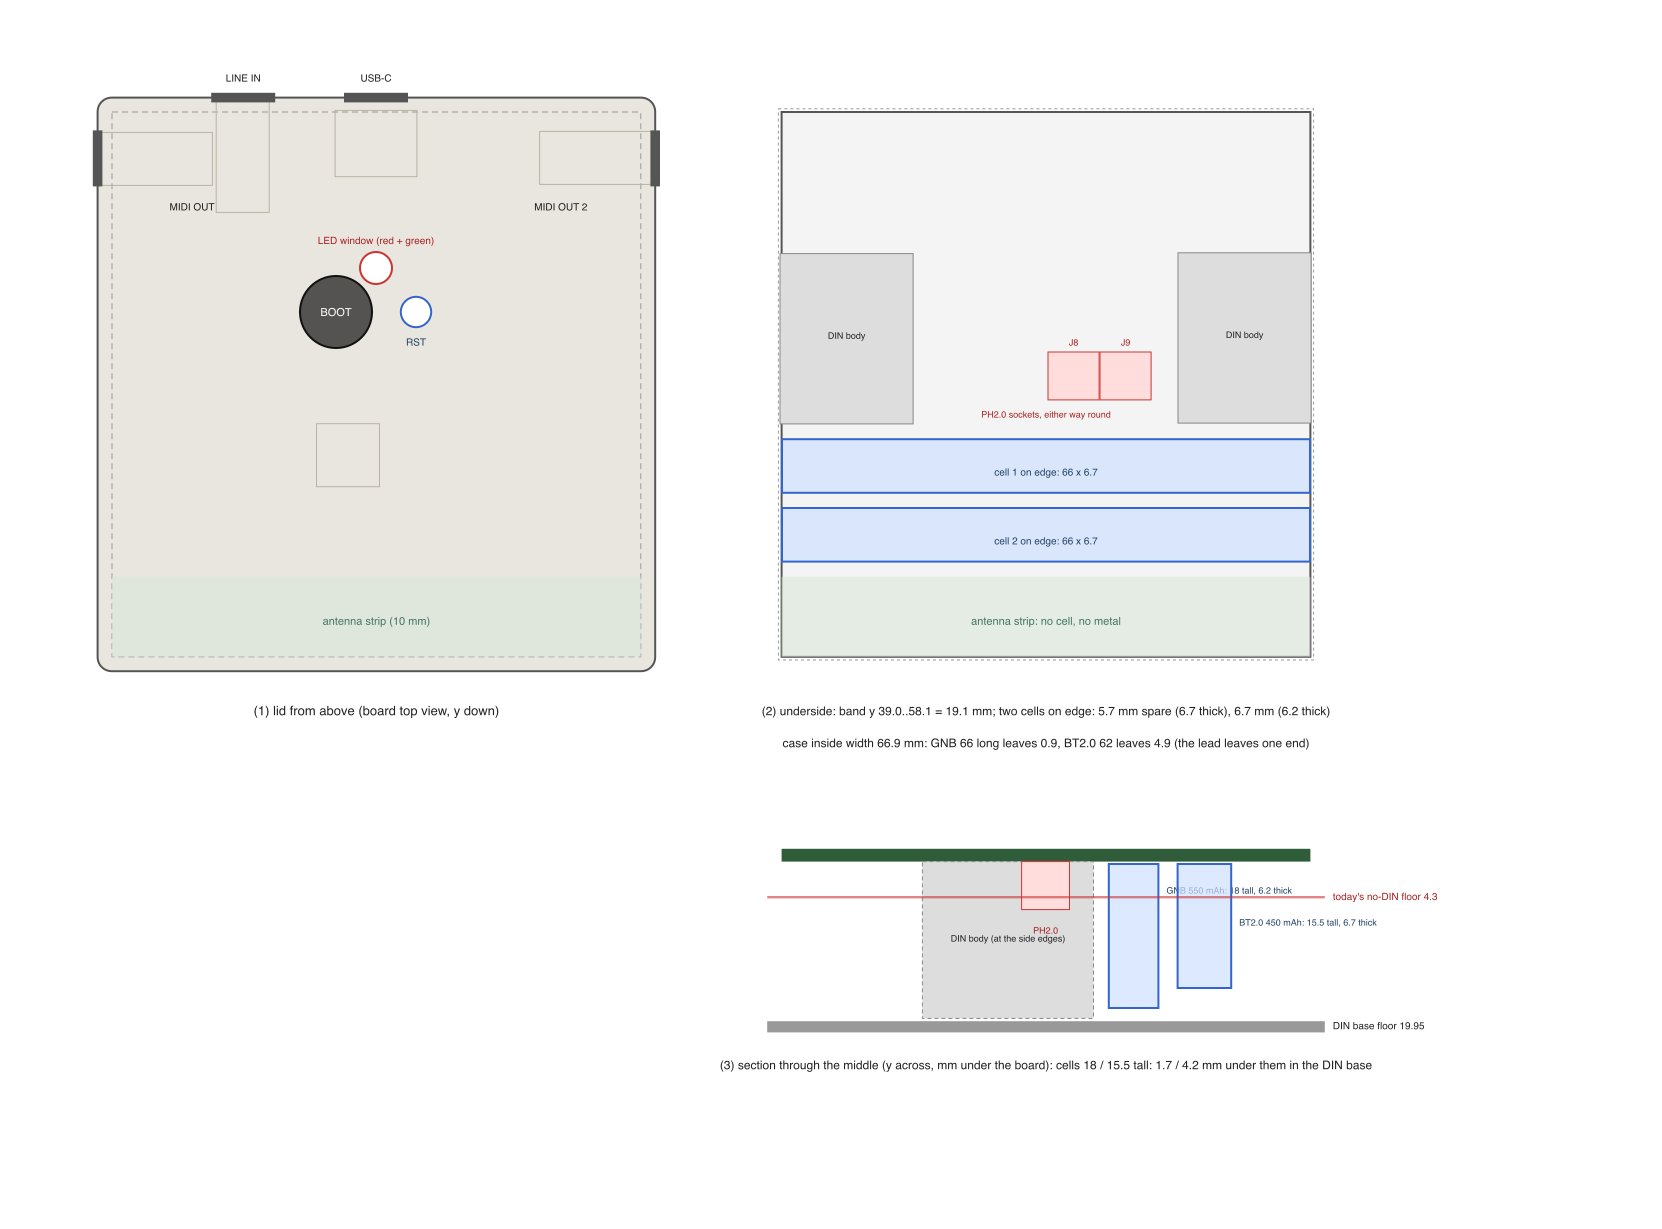 LINE IN
USB-C
MIDI OUT
MIDI OUT 2
LED window (red + green)
BOOT
RST
antenna strip (10 mm)
(1) lid from above (board top view, y down)
DIN body
DIN body
J8
J9
PH2.0 sockets, either way round
cell 1 on edge: 66 x 6.7
cell 2 on edge: 66 x 6.7
antenna strip: no cell, no metal
(2) underside: band y 39.0..58.1 = 19.1 mm; two cells on edge: 5.7 mm spare (6.7 thick), 6.7 mm (6.2 thick)
case inside width 66.9 mm: GNB 66 long leaves 0.9, BT2.0 62 leaves 4.9 (the lead leaves one end)
GNB 550 mAh: 18 tall, 6.2 thick
today's no-DIN floor 4.3
BT2.0 450 mAh: 15.5 tall, 6.7 thick
PH2.0
DIN body (at the side edges)
DIN base floor 19.95
(3) section through the middle (y across, mm under the board): cells 18 / 15.5 tall: 1.7 / 4.2 mm under them in the DIN base